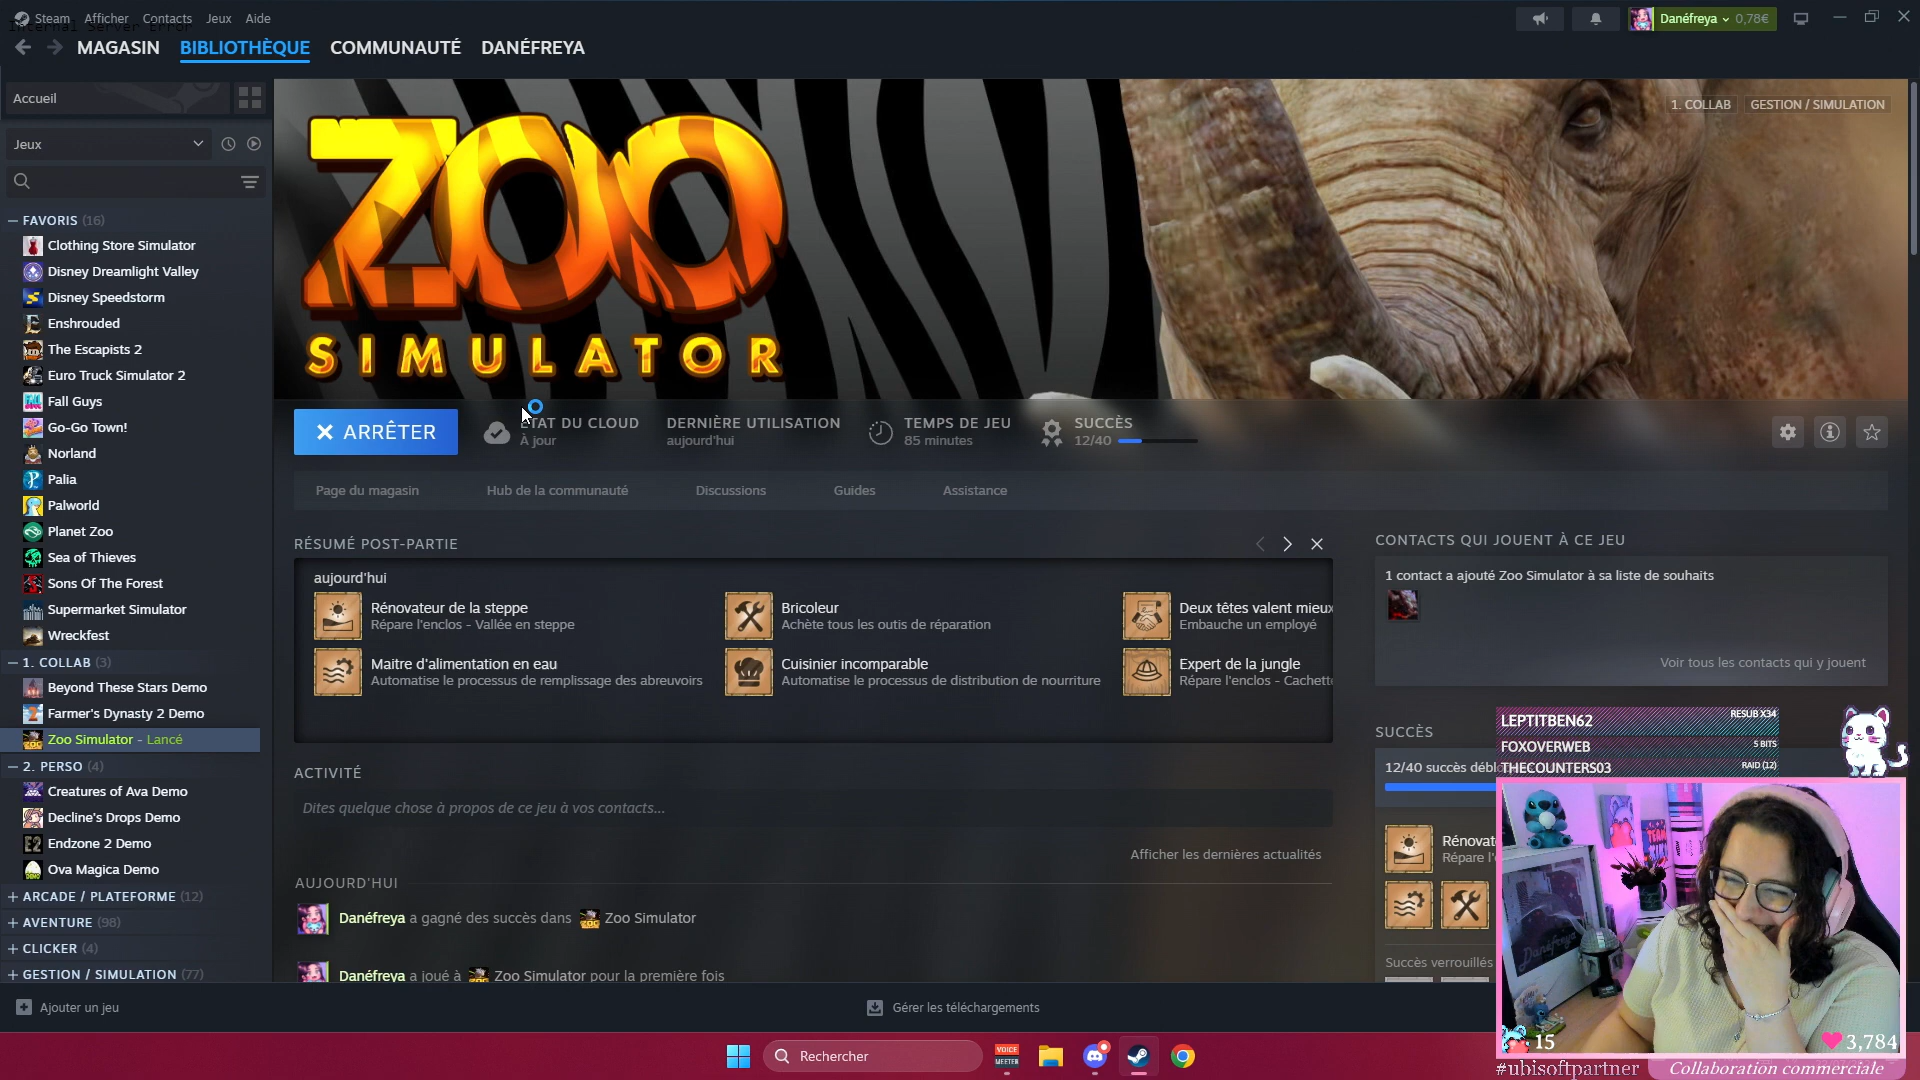 Steam Afficher Contacts Jeux Aide
Internal Server Error
Danéfreya 0,78€
MAGASIN BIBLIOTHÈQUE COMMUNAUTÉ DANÉFREYA
Accueil
Jeux
— FAVORIS (16)
Clothing Store Simulator
Disney Dreamlight Valley
Disney Speedstorm
Enshrouded
The Escapists 2
Euro Truck Simulator 2
Fall Guys
Go-Go Town!
Norland
Palia
Palworld
Planet Zoo
Sea of Thieves
Sons Of The Forest
Supermarket Simulator
Wreckfest
— 1. COLLAB (3)
Beyond These Stars Demo
Farmer's Dynasty 2 Demo
Zoo Simulator - Lancé
— 2. PERSO (4)
Creatures of Ava Demo
Decline's Drops Demo
Endzone 2 Demo
Ova Magica Demo
+ ARCADE / PLATEFORME (12)
+ AVENTURE (98)
+ CLICKER (4)
+ GESTION / SIMULATION (77)
Ajouter un jeu
ZOO
SIMULATOR
1. COLLAB GESTION / SIMULATION
ARRÊTER
ÉTAT DU CLOUD
À jour
DERNIÈRE UTILISATION
aujourd'hui
TEMPS DE JEU
85 minutes
SUCCÈS
12/40
Page du magasin Hub de la communauté Discussions Guides Assistance
RÉSUMÉ POST-PARTIE
aujourd'hui
Rénovateur de la steppe
Répare l'enclos - Vallée en steppe
Bricoleur
Achète tous les outis de réparation
Deux têtes valent mieux
Embauche un employé
Maitre d'alimentation en eau
Automatise le processus de remplissage des abreuvoirs
Cuisinier incomparable
Automatise le processus de distribution de nourriture
Expert de la jungle
Répare l'enclos - Cachett
ACTIVITÉ
Dites quelque chose à propos de ce jeu à vos contacts...
Afficher les dernières actualités
AUJOURD'HUI
Danéfreya a gagné des succès dans Zoo Simulator
Danéfreya a joué à Zoo Simulator pour la première fois
CONTACTS QUI JOUENT À CE JEU
1 contact a ajouté Zoo Simulator à sa liste de souhaits
Voir tous les contacts qui y jouent
SUCCÈS
12/40 succès déblo
Rénovat
Répare l'e
Succès verrouillés
LEPTITBEN62 RESUB X34
FOXOVERWEB 5 BITS
THECOUNTERS03 RAID (12)
TEAM
Danéfreya
15
3,784
#ubisoftpartner
Collaboration commerciale
Gérer les téléchargements
Rechercher
VOICE
MEETER